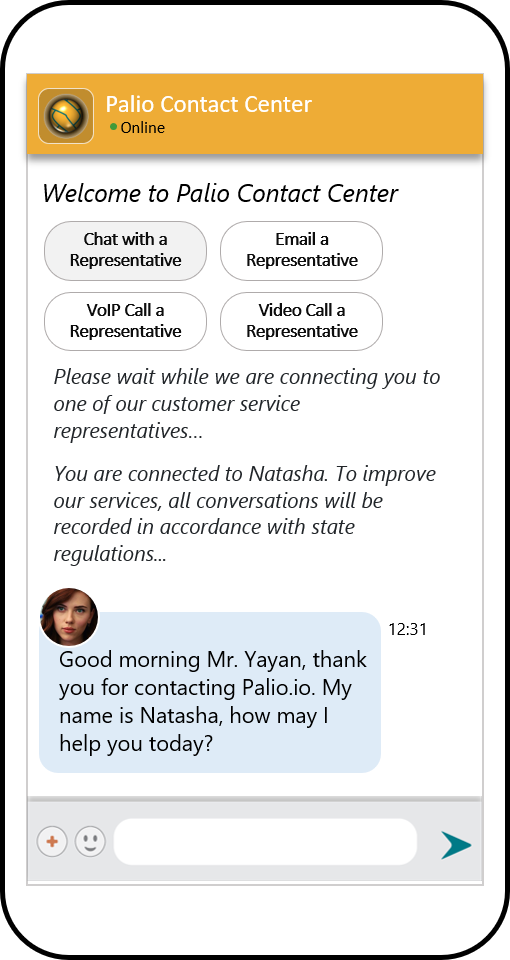 Palio Contact Center
Online
Welcome to Palio Contact Center
Chat with a
Representative
Email a
Representative
VoIP Call a
Representative
Video Call a
Representative
Please wait while we are connecting you to
one of our customer service
representatives...
You are connected to Natasha. To improve
our services, all conversations will be
recorded in accordance with state
regulations...
12:31
Good morning Mr. Yayan, thank
you for contacting Palio.io. My
name is Natasha, how may I
help you today?